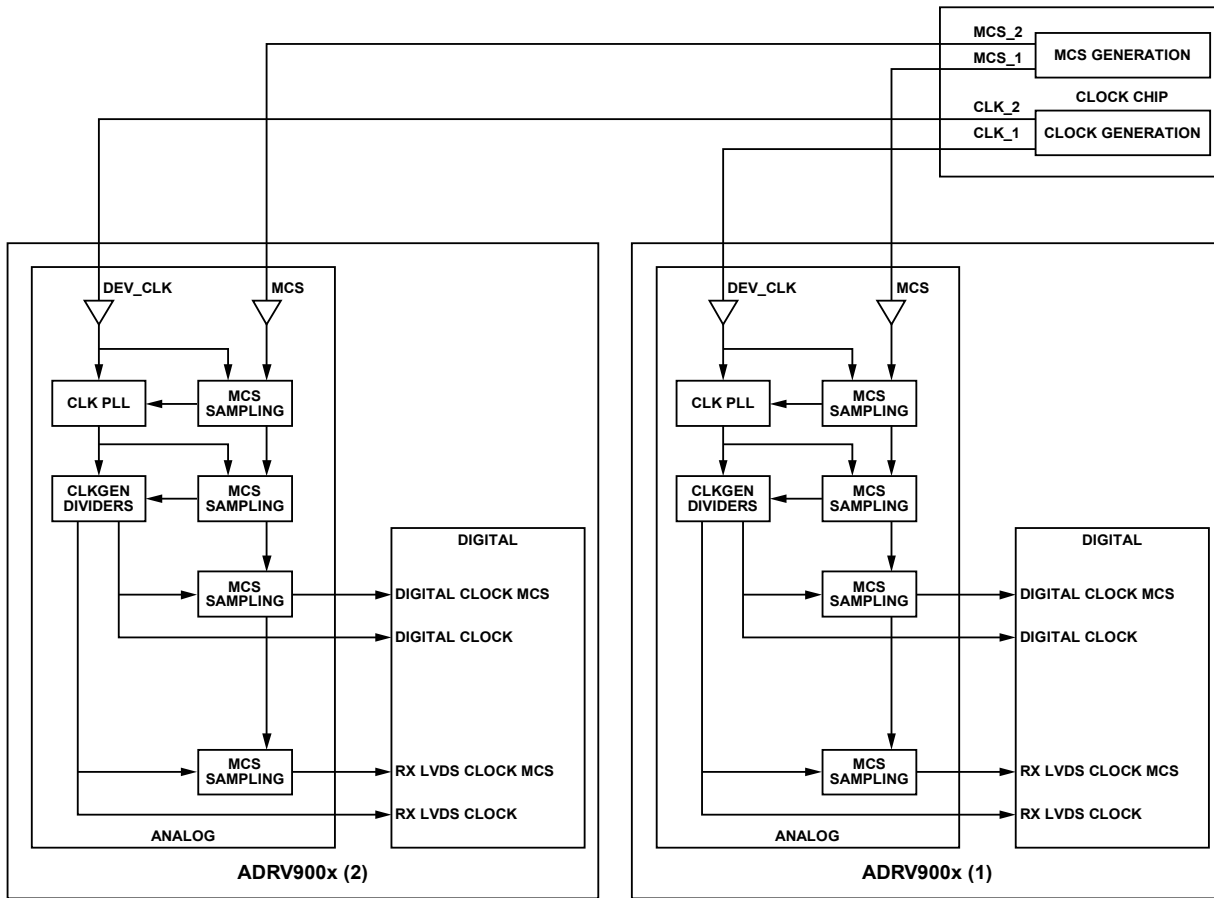 MCS_2
MCS_1
MCS GENERATION
CLOCK CHIP
CLK_2
CLK_1
CLOCK GENERATION
DEV_CLK
MCS
CLK PLL
MCS
SAMPLING
CLKGEN
DIVIDERS
MCS
SAMPLING
MCS
SAMPLING
MCS
SAMPLING
DIGITAL
DIGITAL CLOCK MCS
DIGITAL CLOCK
RX LVDS CLOCK MCS
RX LVDS CLOCK
ANALOG
ADRV900x (2)
DEV_CLK
MCS
CLK PLL
MCS
SAMPLING
CLKGEN
DIVIDERS
MCS
SAMPLING
MCS
SAMPLING
MCS
SAMPLING
DIGITAL
DIGITAL CLOCK MCS
DIGITAL CLOCK
RX LVDS CLOCK MCS
RX LVDS CLOCK
ANALOG
ADRV900x (1)